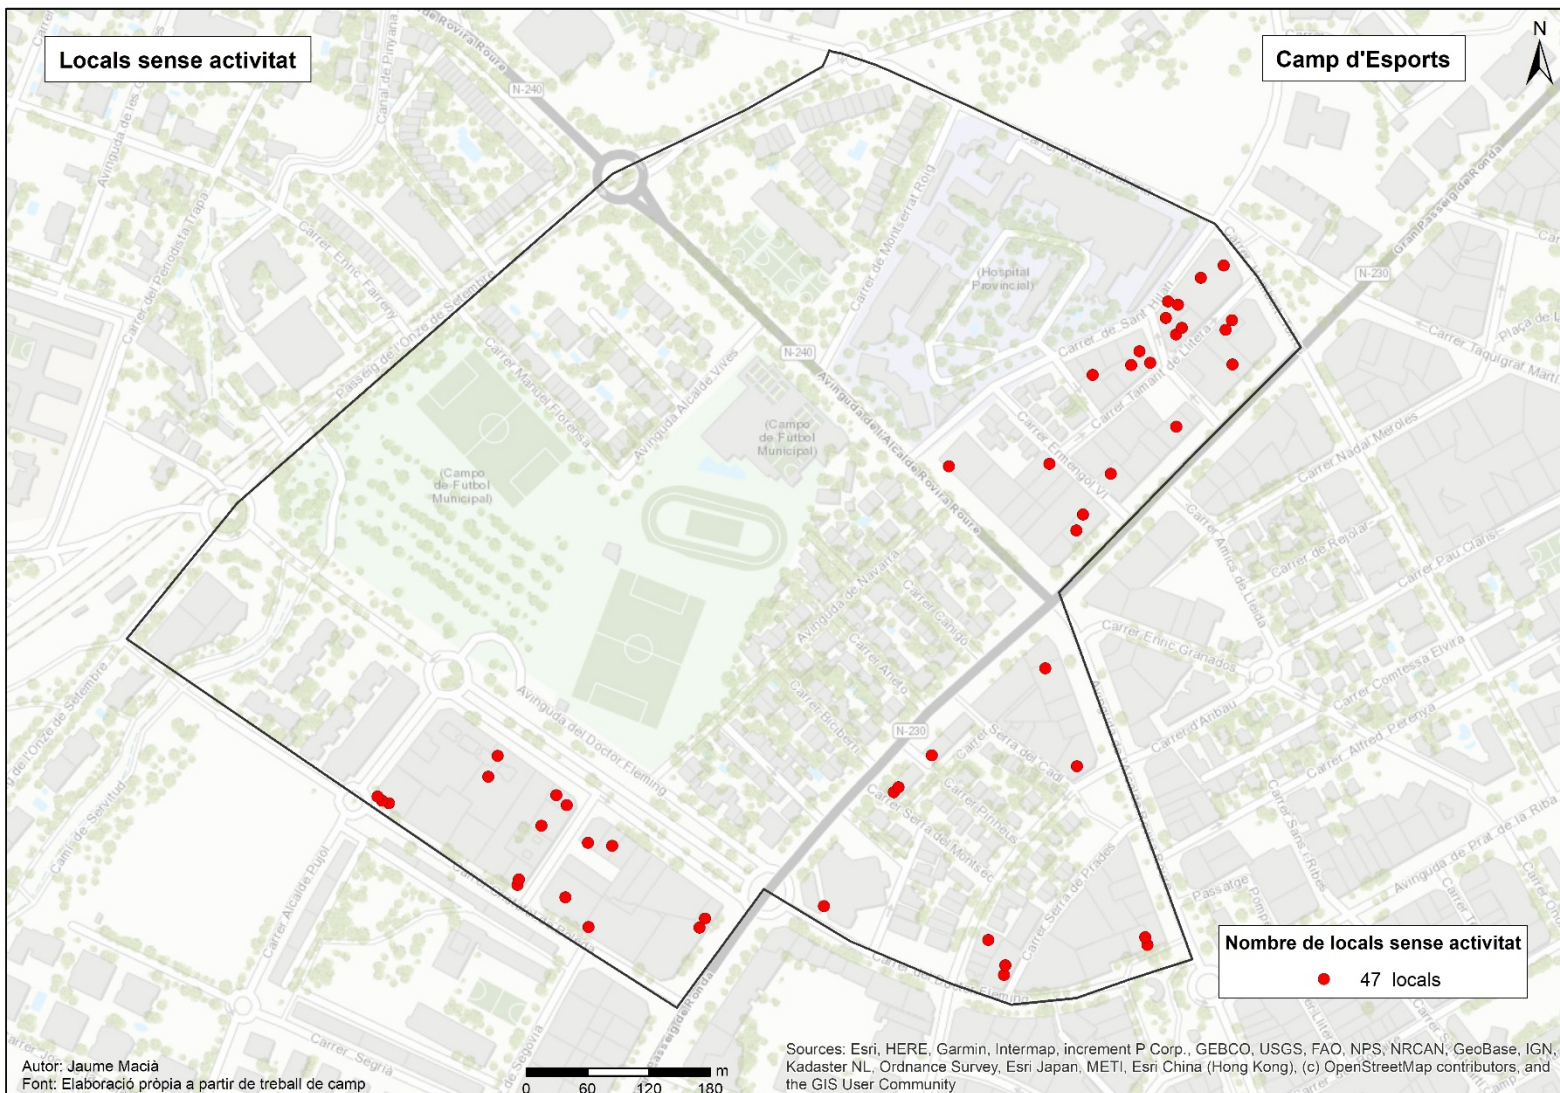 Locals sense activitat
Camp d'Esports
N
N-240
Canal de Pinyana
Carrer del Periodista Trapa
Carrer Enric Farreny
Passeig de l'Onze de Setembre
Carrer Manuel Florensa
Avinguda Alcalde Vives
Carrer de Montserrat Roig
(Hospital
Provincial)
Gran Passeig de Ronda
N-230
Carrer de Sant Hilari
Carrer Tamarit de Llitera
Carrer Ermengol VI
N-240
Avinguda de l'Alcalde Rovira Roure
(Campo
de Futbol
Municipal)
(Campo
de Futbol
Municipal)
Carrer Nadal Meroles
Carrer de Rejolar
Carrer Pau Claris
Carrer Amics de Lleida
Avinguda de Navarra
Carrer Canigó
Carrer Aneto
Carrer Biciberri
Carrer Enric Granados
Carrer Comtessa Elvira
Carrer d'Anbau
Carrer Alfred Perenya
N-230
Avinguda del Doctor Fleming
Carrer Serra del Cadí
Carrer Pirineus
Carrer Serra del Montsec
Carrer Serra de Prades
Camí de Servitud
Carrer Alcalde Pujol
Carrer Sants i Ribes
Avinguda de Prat de la Riba
Passatge
Carrer Segrià
Nombre de locals sense activitat
47 locals
Autor: Jaume Macià
Font: Elaboració pròpia a partir de treball de camp
0 60 120 180 m
Sources: Esri, HERE, Garmin, Intermap, increment P Corp., GEBCO, USGS, FAO, NPS, NRCAN, GeoBase, IGN,
Kadaster NL, Ordnance Survey, Esri Japan, METI, Esri China (Hong Kong), (c) OpenStreetMap contributors, and
the GIS User Community